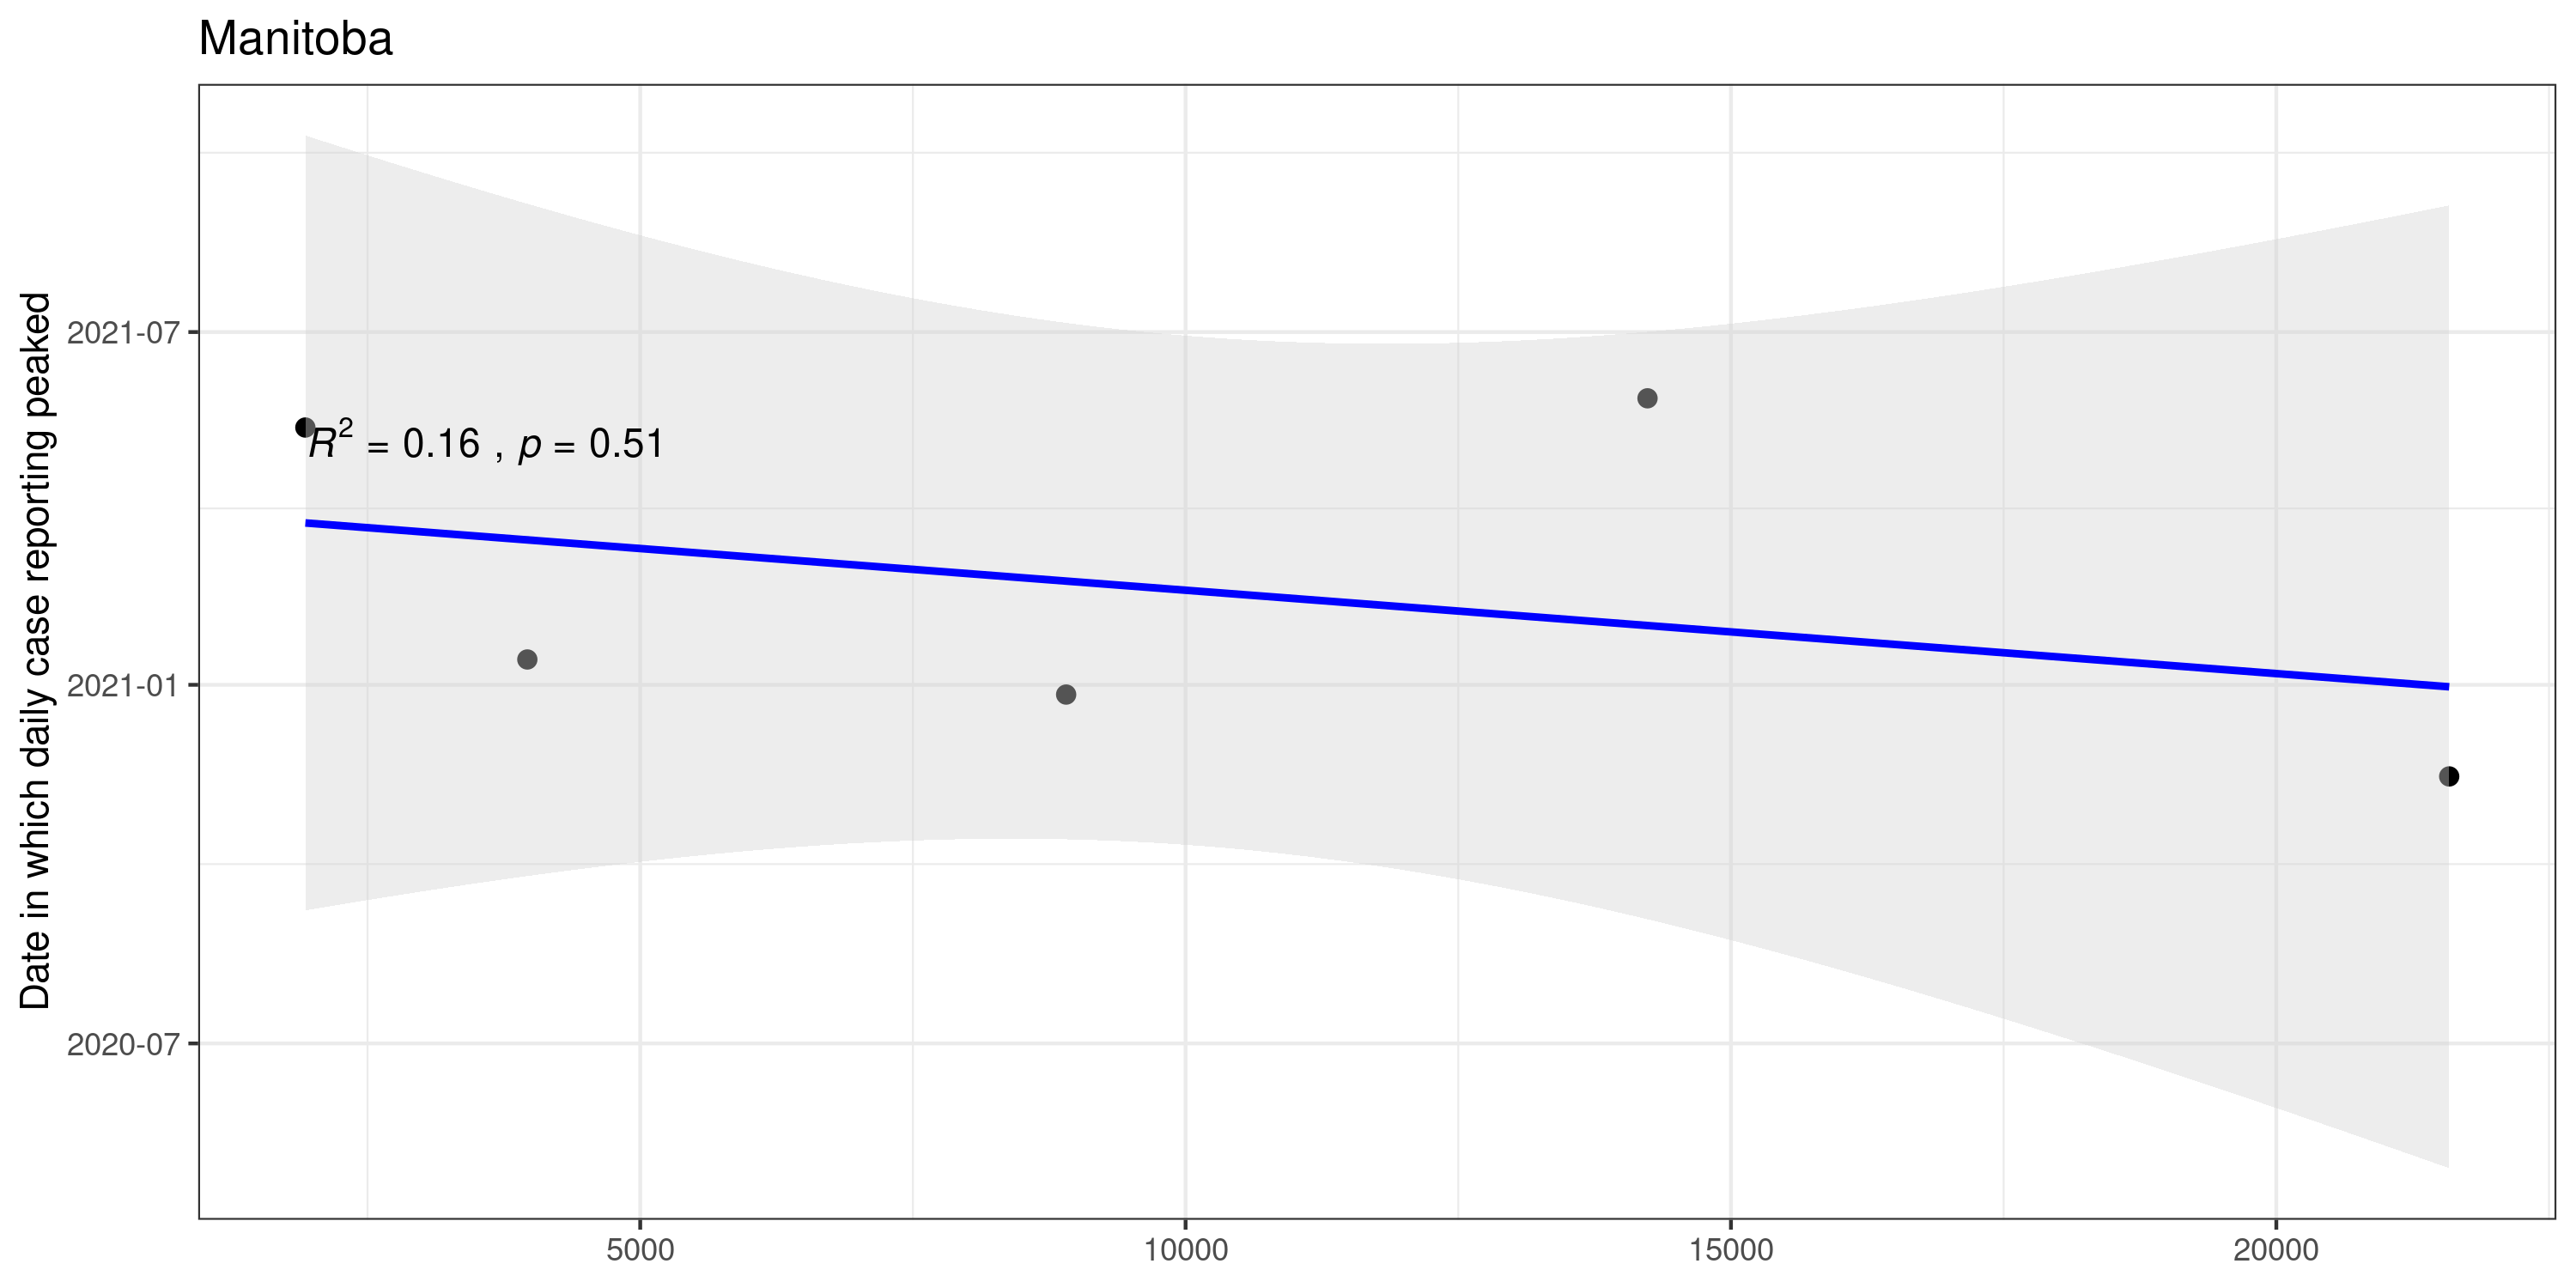 Manitoba
Date in which daily case reporting peaked
2021-07
2021-01
2020-07
R² = 0.16 , p = 0.51
5000
10000
15000
20000